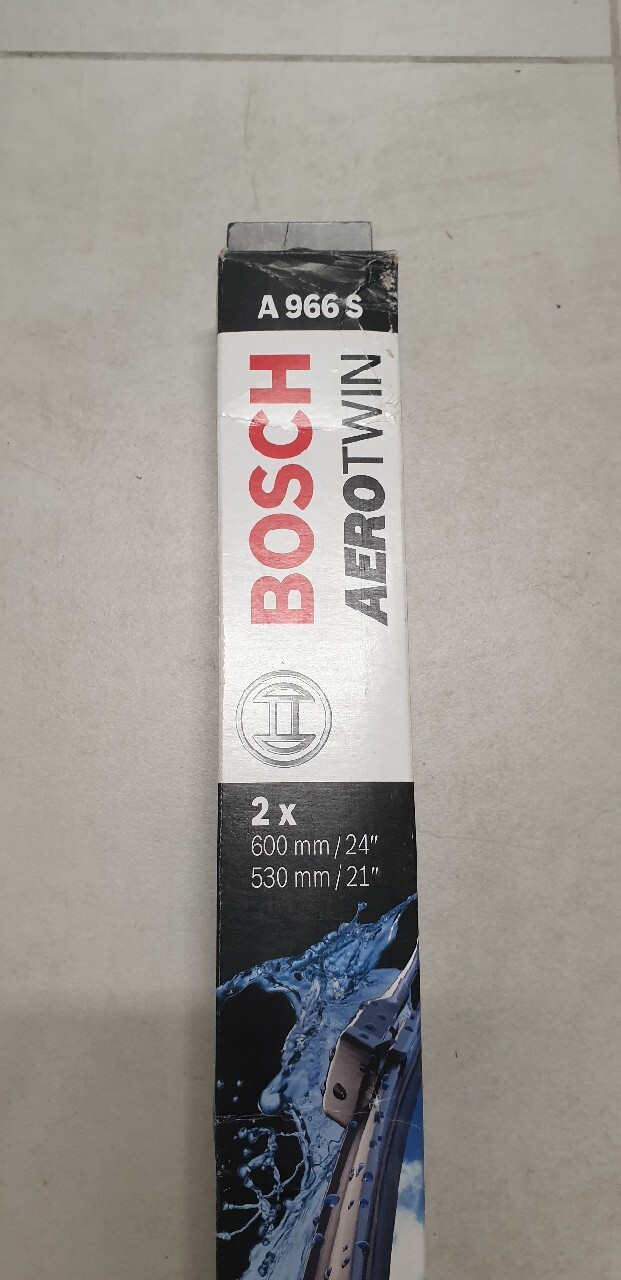 A 966 S
BOSCH
AEROTWIN
2 x
600 mm / 24"
530 mm / 21"